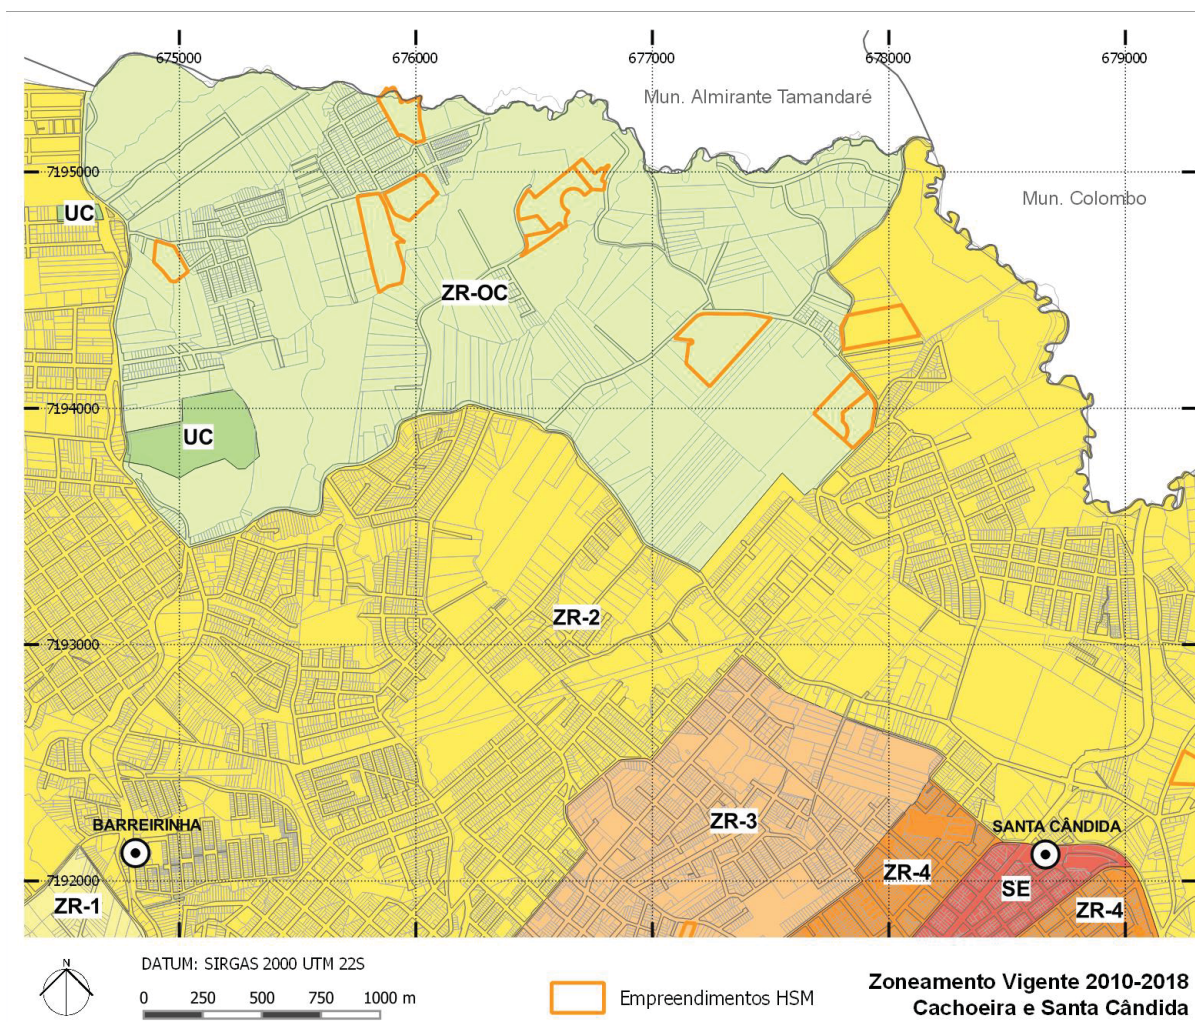 675000
676000
677000
678000
679000
Mun. Almirante Tamandaré
7195000
Mun. Colombo
UC
ZR-OC
7194000
UC
ZR-2
7193000
BARREIRINHA
ZR-3
SANTA CÂNDIDA
7192000
ZR-4
SE
ZR-1
ZR-4
N
DATUM: SIRGAS 2000 UTM 22S
0 250 500 750 1000 m
Empreendimentos HSM
Zoneamento Vigente 2010-2018
Cachoeira e Santa Cândida